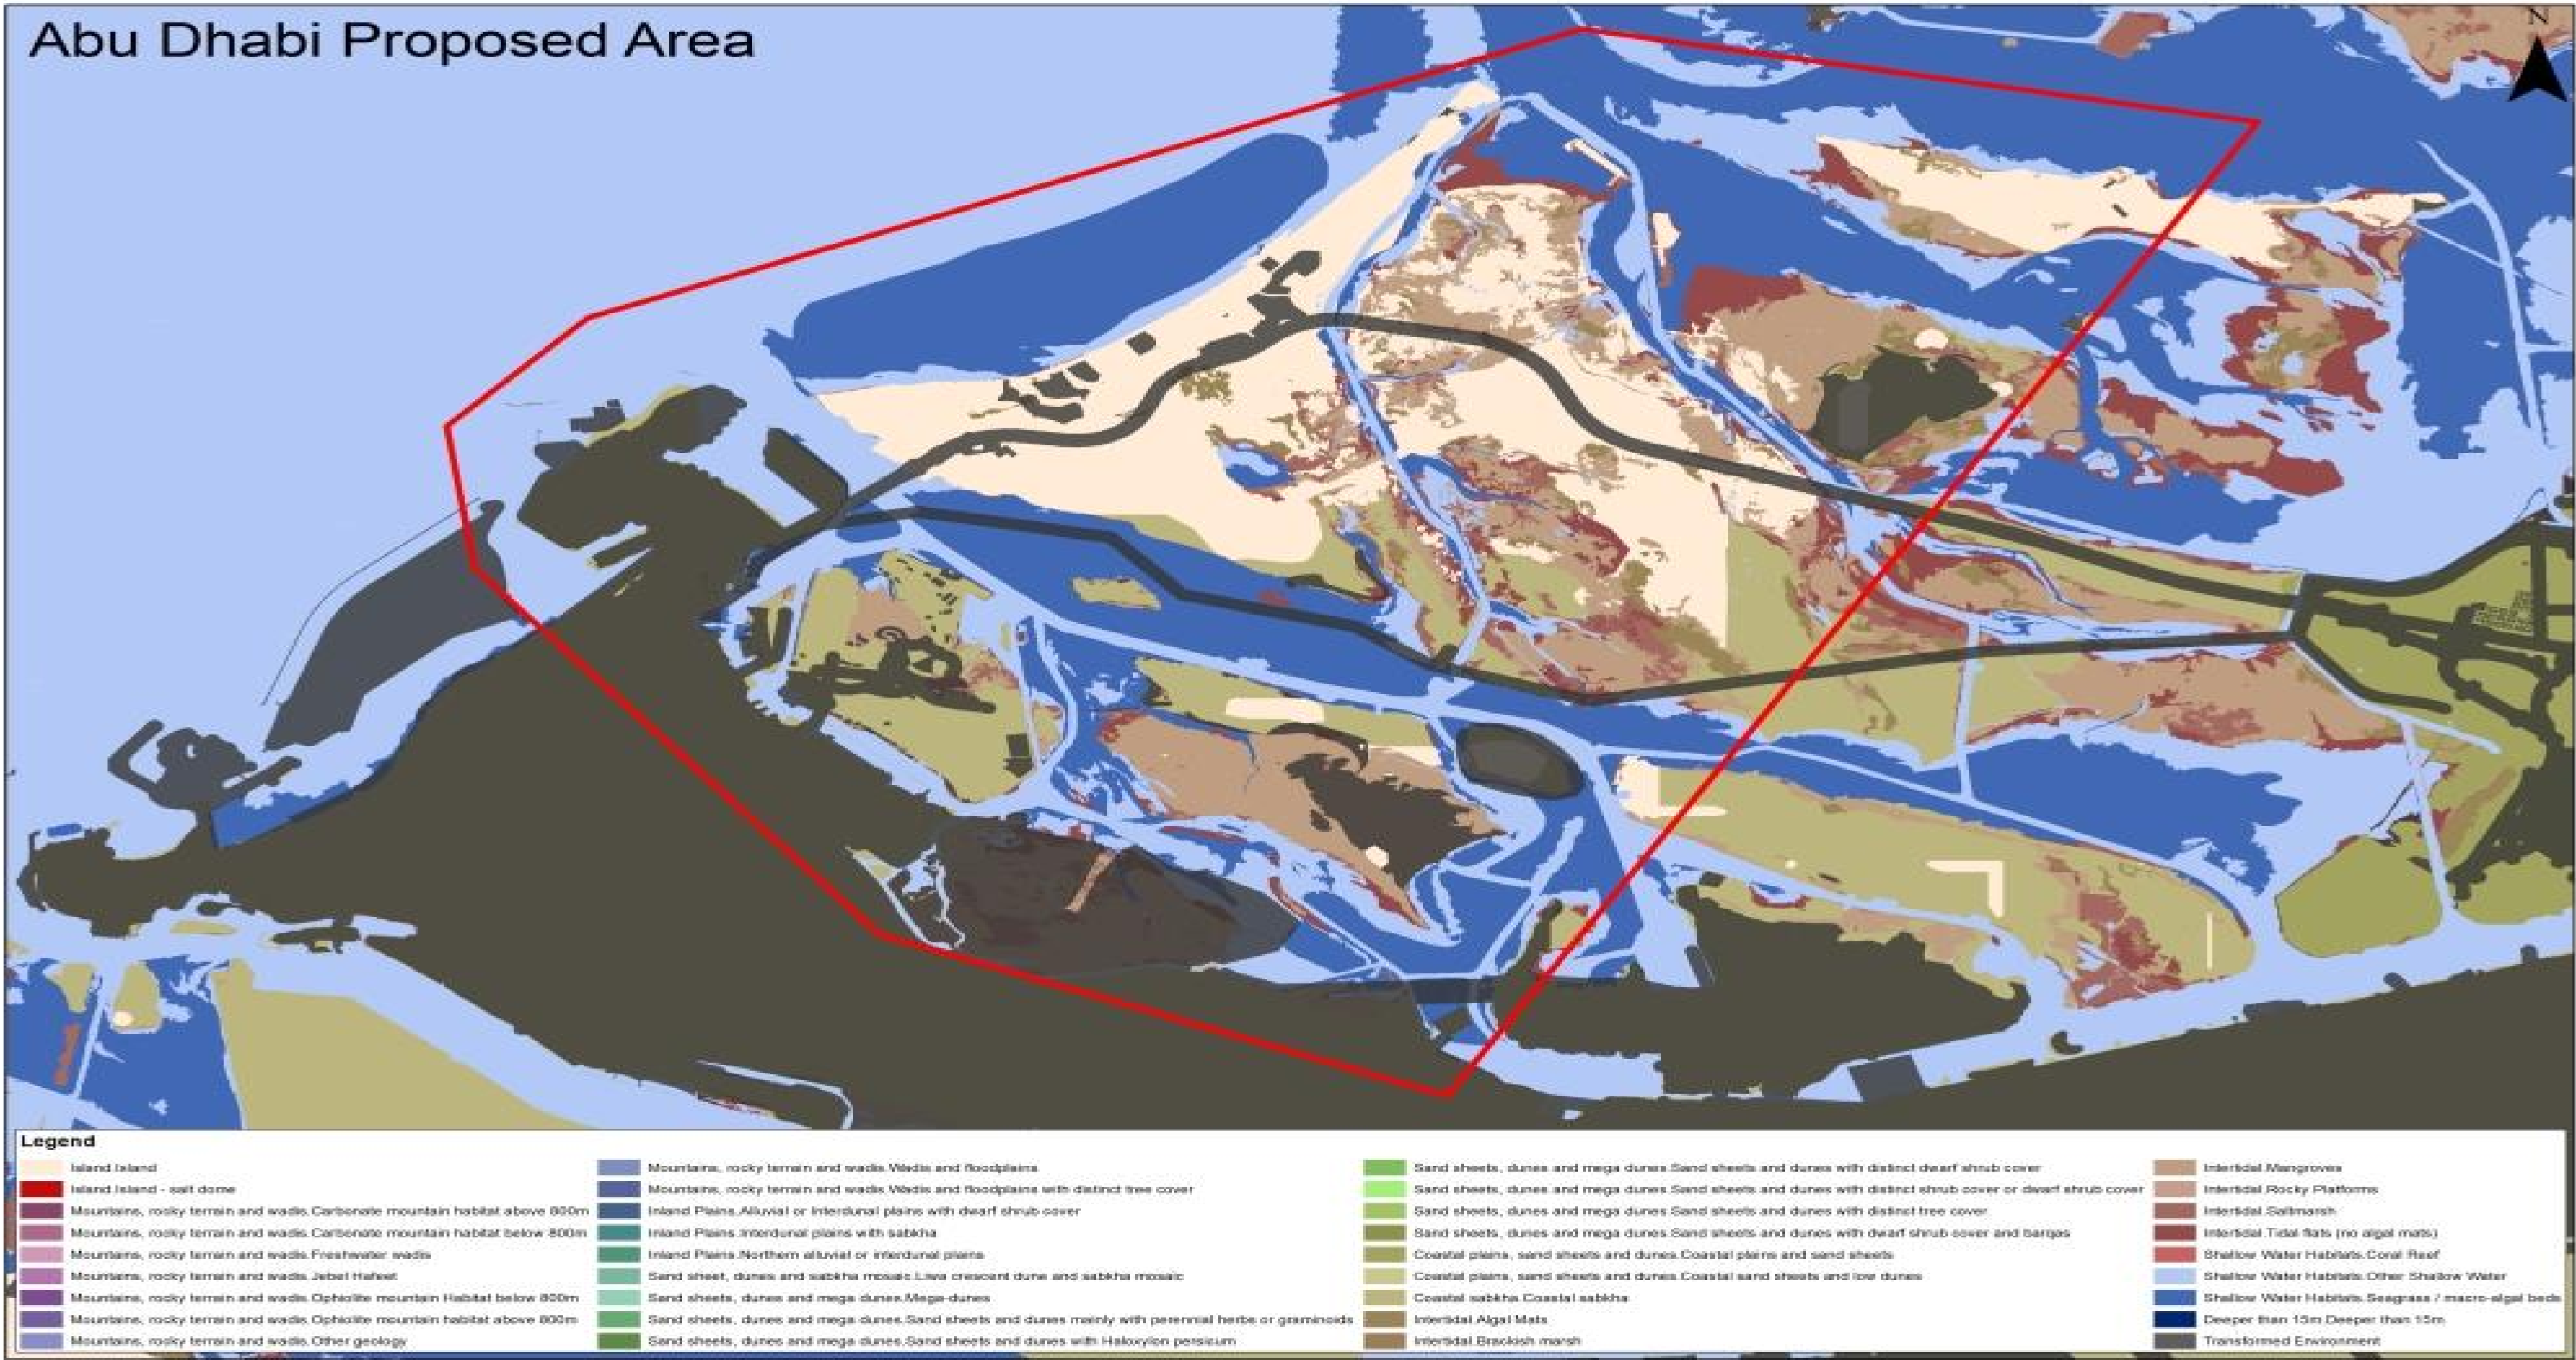 Abu Dhabi Proposed Area
N
Legend
Island.Island
Island.Island - salt dome
Mountains, rocky terrain and wadis.Carbonate mountain habitat above 800m
Mountains, rocky terrain and wadis.Carbonate mountain habitat below 800m
Mountains, rocky terrain and wadis.Freshwater wadis
Mountains, rocky terrain and wadis.Jebel Hafeet
Mountains, rocky terrain and wadis.Ophiolite mountain Habitat below 800m
Mountains, rocky terrain and wadis.Ophiolite mountain habitat above 800m
Mountains, rocky terrain and wadis.Other geology
Mountains, rocky terrain and wadis.Wadis and floodplains
Mountains, rocky terrain and wadis.Wadis and floodplains with distinct tree cover
Inland Plains.Alluvial or Interdunal plains with dwarf shrub cover
Inland Plains.Interdunal plains with sabkha
Inland Plains.Northern alluvial or interdunal plains
Sand sheet, dunes and sabkha mosaic.Liwa crescent dune and sabkha mosaic
Sand sheets, dunes and mega dunes.Mega-dunes
Sand sheets, dunes and mega dunes.Sand sheets and dunes mainly with perennial herbs or graminoids
Sand sheets, dunes and mega dunes.Sand sheets and dunes with Haloxylon persicum
Sand sheets, dunes and mega dunes.Sand sheets and dunes with distinct dwarf shrub cover
Sand sheets, dunes and mega dunes.Sand sheets and dunes with distinct shrub cover or dwarf shrub cover
Sand sheets, dunes and mega dunes.Sand sheets and dunes with distinct tree cover
Sand sheets, dunes and mega dunes.Sand sheets and dunes with dwarf shrub cover and barqas
Coastal plains, sand sheets and dunes.Coastal plains and sand sheets
Coastal plains, sand sheets and dunes.Coastal sand sheets and low dunes
Coastal sabkha.Coastal sabkha
Intertidal.Algal Mats
Intertidal.Brackish marsh
Intertidal.Mangroves
Intertidal.Rocky Platforms
Intertidal.Saltmarsh
Intertidal.Tidal flats (no algal mats)
Shallow Water Habitats.Coral Reef
Shallow Water Habitats.Other Shallow Water
Shallow Water Habitats.Seagrass / macro-algal beds
Deeper than 15m.Deeper than 15m
Transformed Environment